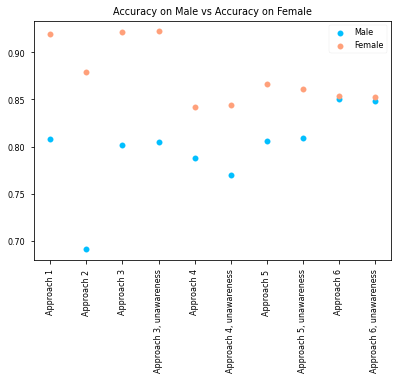 Accuracy on Male vs Accuracy on Female
Male
Female
0.90
0.85
0.80
0.75
0.70
Approach 1
Approach 2
Approach 3
Approach 3, unawareness
Approach 4
Approach 4, unawareness
Approach 5
Approach 5, unawareness
Approach 6
Approach 6, unawareness